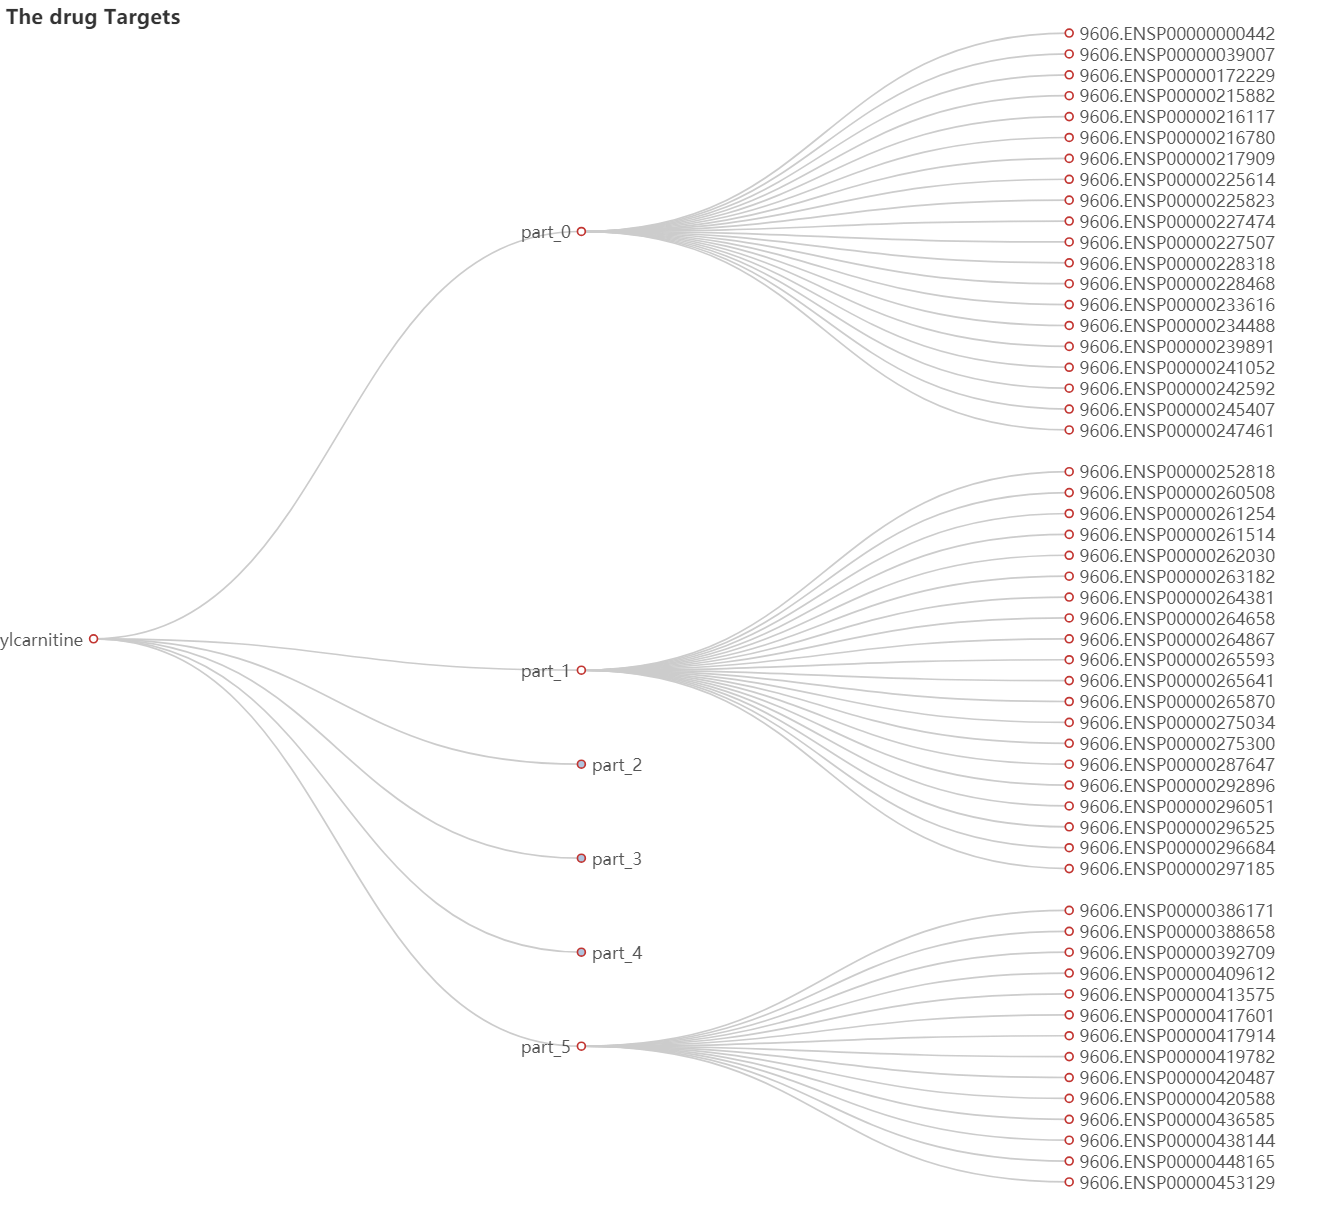 The drug Targets
9606.ENSP00000000442
9606.ENSP00000039007
9606.ENSP00000172229
9606.ENSP00000215882
9606.ENSP00000216117
9606.ENSP00000216780
9606.ENSP00000217909
9606.ENSP00000225614
9606.ENSP00000225823
9606.ENSP00000227474
part_0
9606.ENSP00000227507
9606.ENSP00000228318
9606.ENSP00000228468
9606.ENSP00000233616
9606.ENSP00000234488
9606.ENSP00000239891
9606.ENSP00000241052
9606.ENSP00000242592
9606.ENSP00000245407
9606.ENSP00000247461
9606.ENSP00000252818
9606.ENSP00000260508
9606.ENSP00000261254
9606.ENSP00000261514
9606.ENSP00000262030
9606.ENSP00000263182
9606.ENSP00000264381
9606.ENSP00000264658
ylcarnitine
9606.ENSP00000264867
9606.ENSP00000265593
part_1
9606.ENSP00000265641
9606.ENSP00000265870
9606.ENSP00000275034
9606.ENSP00000275300
part_2
9606.ENSP00000287647
9606.ENSP00000292896
9606.ENSP00000296051
9606.ENSP00000296525
9606.ENSP00000296684
part_3
9606.ENSP00000297185
9606.ENSP00000386171
9606.ENSP00000388658
part_4
9606.ENSP00000392709
9606.ENSP00000409612
9606.ENSP00000413575
9606.ENSP00000417601
9606.ENSP00000417914
part_5
9606.ENSP00000419782
9606.ENSP00000420487
9606.ENSP00000420588
9606.ENSP00000436585
9606.ENSP00000438144
9606.ENSP00000448165
9606.ENSP00000453129